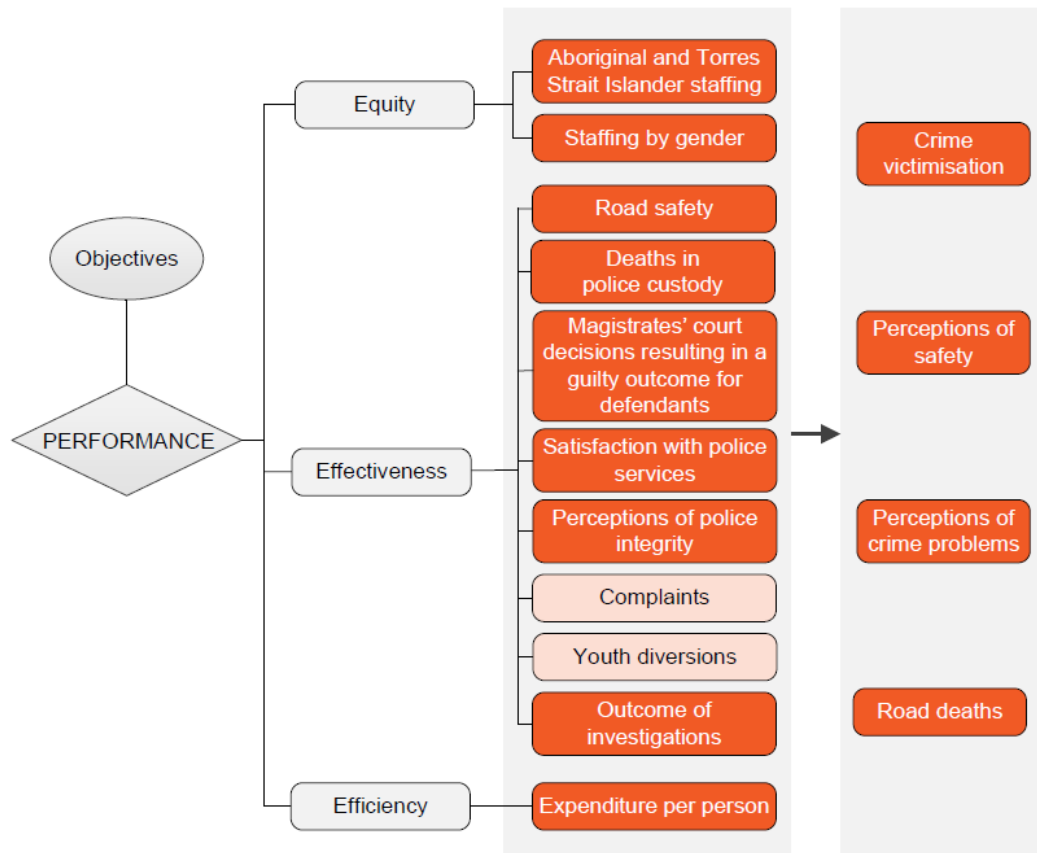 Objectives
PERFORMANCE
Equity
Aboriginal and Torres
Strait Islander staffing
Staffing by gender
Effectiveness
Road safety
Deaths in
police custody
Magistrates’ court
decisions resulting in a
guilty outcome for
defendants
Satisfaction with police
services
Perceptions of police
integrity
Complaints
Youth diversions
Outcome of
investigations
Efficiency
Expenditure per person
Crime
victimisation
Perceptions of
safety
Perceptions of
crime problems
Road deaths